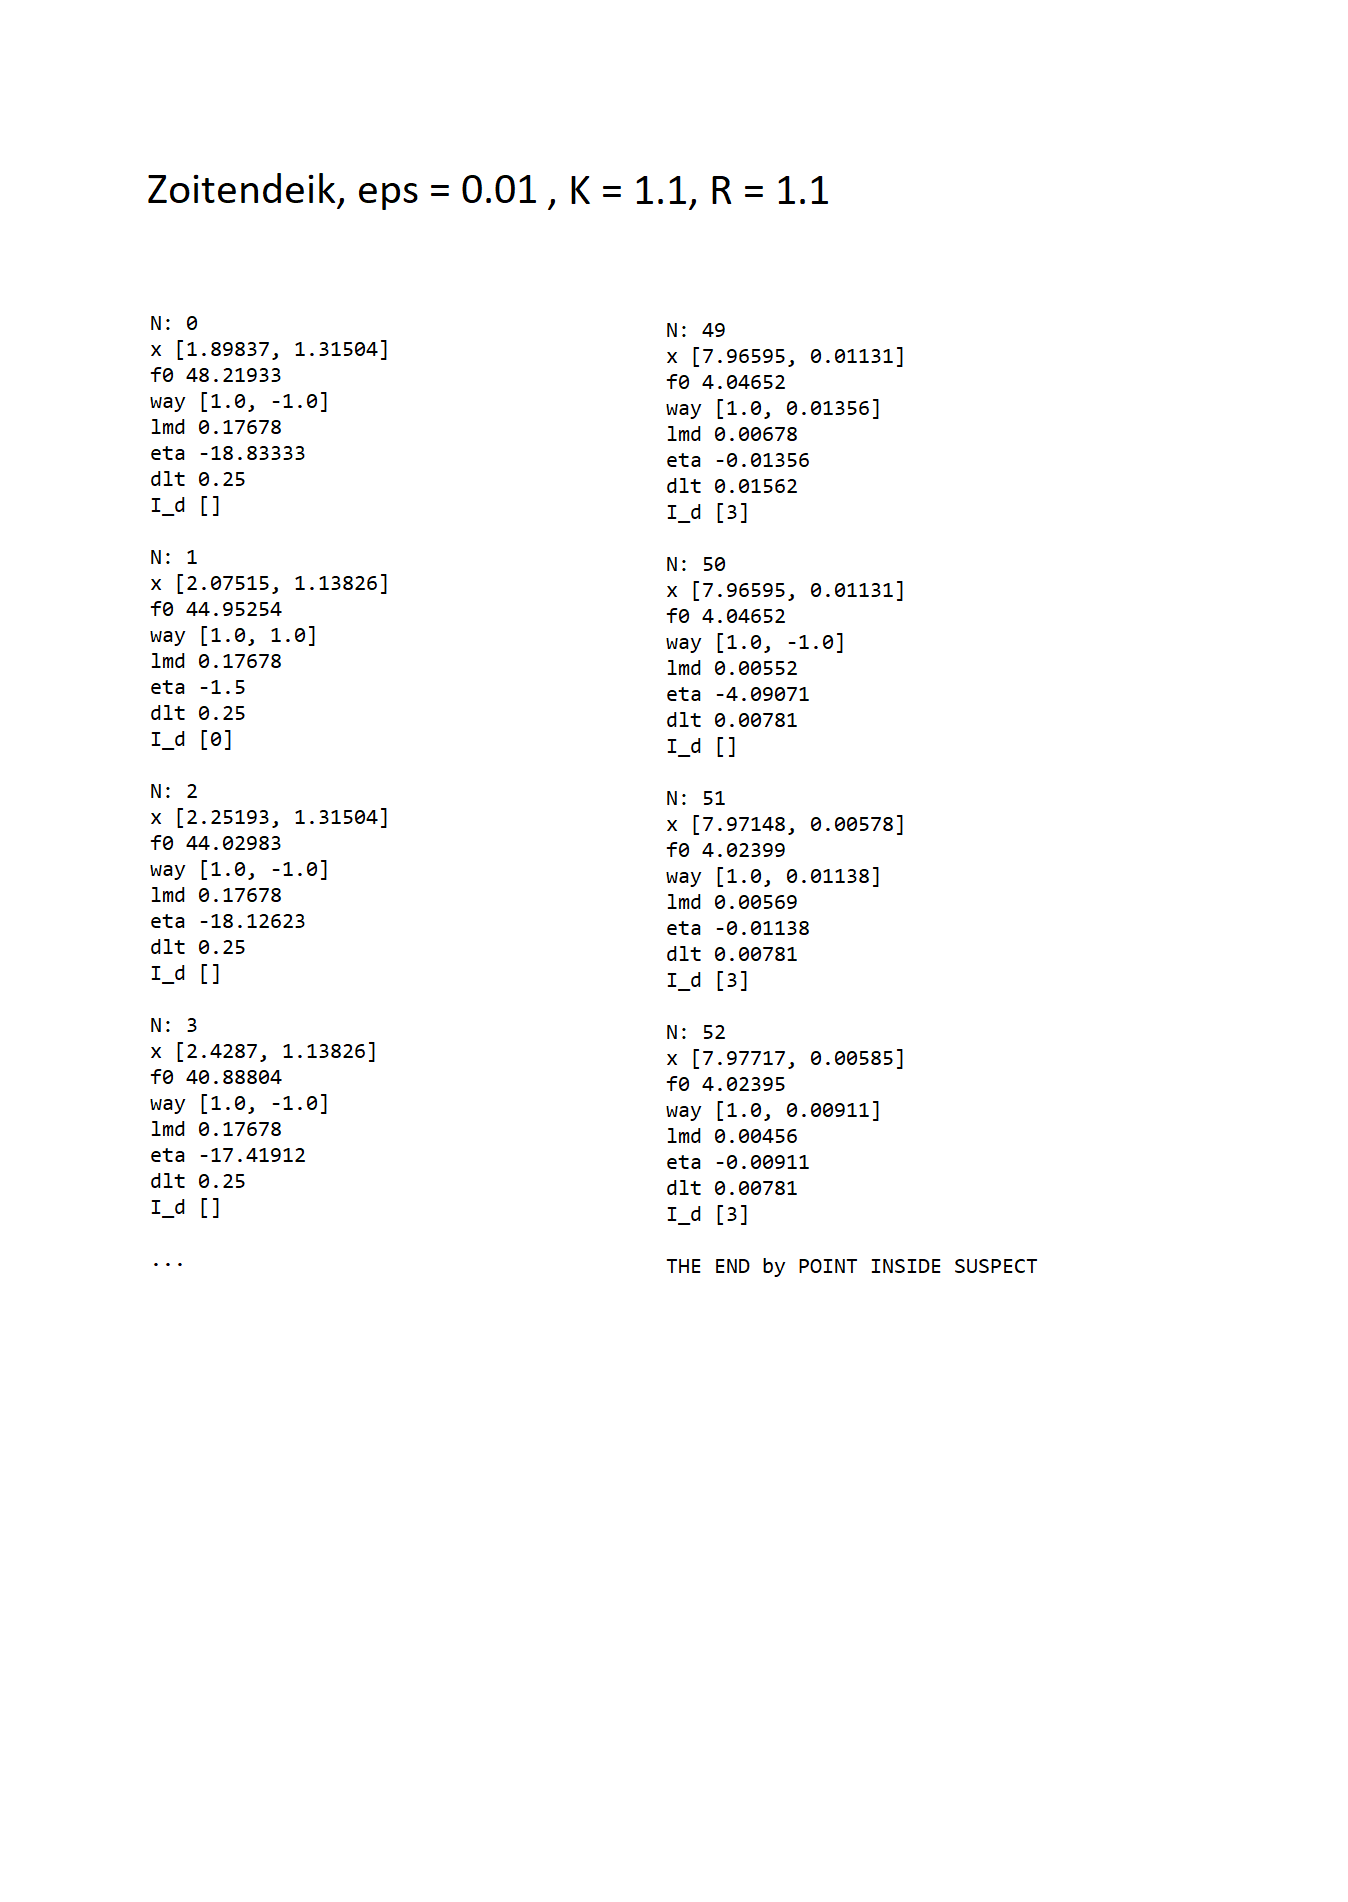 Zoitendeik, eps = 0.01 , K = 1.1, R = 1.1
N: 0
x [1.89837, 1.31504]
f0 48.21933
way [1.0, -1.0]
lmd 0.17678
eta -18.83333
dlt 0.25
I_d []
N: 1
x [2.07515, 1.13826]
f0 44.95254
way [1.0, 1.0]
lmd 0.17678
eta -1.5
dlt 0.25
I_d [0]
N: 2
x [2.25193, 1.31504]
f0 44.02983
way [1.0, -1.0]
lmd 0.17678
eta -18.12623
dlt 0.25
I_d []
N: 3
x [2.4287, 1.13826]
f0 40.88804
way [1.0, -1.0]
lmd 0.17678
eta -17.41912
dlt 0.25
I_d []
...
N: 49
x [7.96595, 0.01131]
f0 4.04652
way [1.0, 0.01356]
lmd 0.00678
eta -0.01356
dlt 0.01562
I_d [3]
N: 50
x [7.96595, 0.01131]
f0 4.04652
way [1.0, -1.0]
lmd 0.00552
eta -4.09071
dlt 0.00781
I_d []
N: 51
x [7.97148, 0.00578]
f0 4.02399
way [1.0, 0.01138]
lmd 0.00569
eta -0.01138
dlt 0.00781
I_d [3]
N: 52
x [7.97717, 0.00585]
f0 4.02395
way [1.0, 0.00911]
lmd 0.00456
eta -0.00911
dlt 0.00781
I_d [3]
THE END by POINT INSIDE SUSPECT